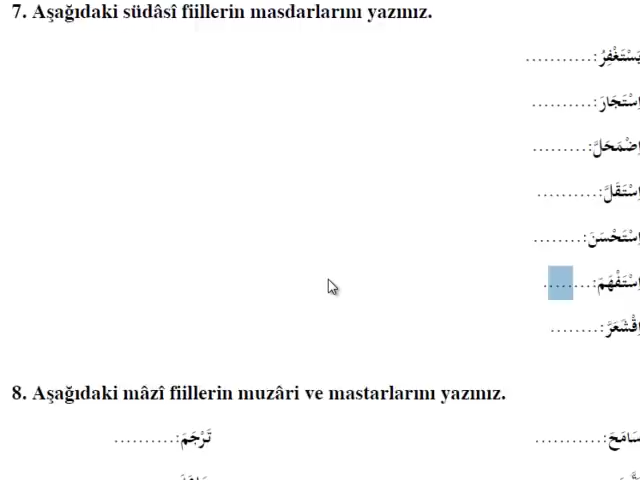 7. Aşağıdaki südâsî fiillerin masdarlarını yazınız.
يَسْتَغْفِرُ:...........
اِسْتَجَارَ:..........
اِضْمَحَلَّ:.........
اِسْتَقَلَّ:..........
اِسْتَحْسَنَ:........
اِسْتَفْهَمَ:........
اِقْشَعَرَّ:........
8. Aşağıdaki mâzî fiillerin muzâri ve mastarlarını yazınız.
سَامَحَ:........... تَرْجَمَ:..........